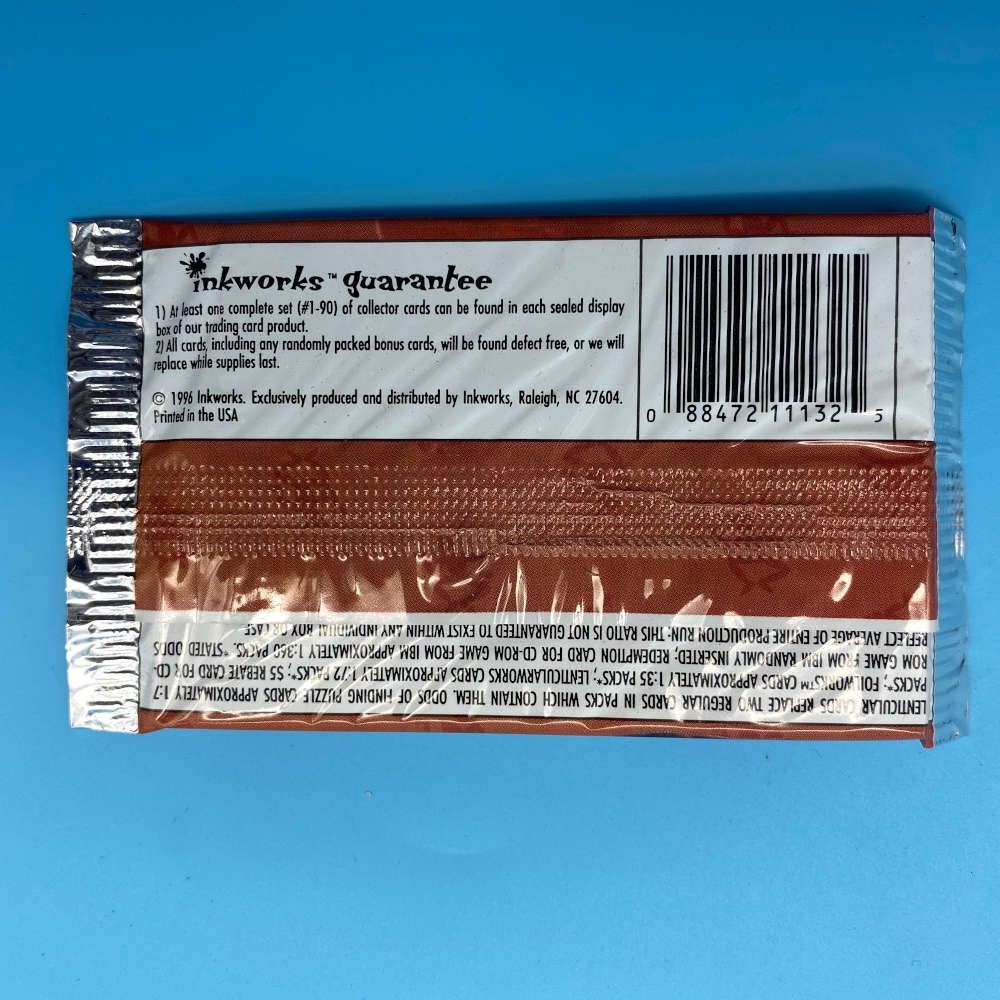 inkworks™ guarantee
1) At least one complete set (#1-90) of collector cards can be found in each sealed display
box of our trading card product.
2) All cards, including any randomly packed bonus cards, will be found defect free, or we will
replace while supplies last.
© 1996 Inkworks. Exclusively produced and distributed by Inkworks, Raleigh, NC 27604.
Printed in the USA
0 88472 11132 5
LENTICULAR CARDS REPLACE TWO REGULAR CARDS IN PACKS WHICH CONTAIN THEM. ODDS OF FINDING PUZZLE CARDS APPROXIMATELY 1:7
PACKS*; FOILWORKS™ CARDS APPROXIMATELY 1:35 PACKS*; LENTICULARWORKS CARDS APPROXIMATELY 1:72 PACKS*; $5 REBATE CARD FOR CD-
ROM GAME FROM IBM RANDOMLY INSERTED; REDEMPTION CARD FOR CD-ROM GAME FROM IBM APPROXIMATELY 1:360 PACKS. *STATED ODDS
REFLECT AVERAGE OF ENTIRE PRODUCTION RUN: THIS RATIO IS NOT GUARANTEED TO EXIST WITHIN ANY INDIVIDUAL BOX OR CASE.